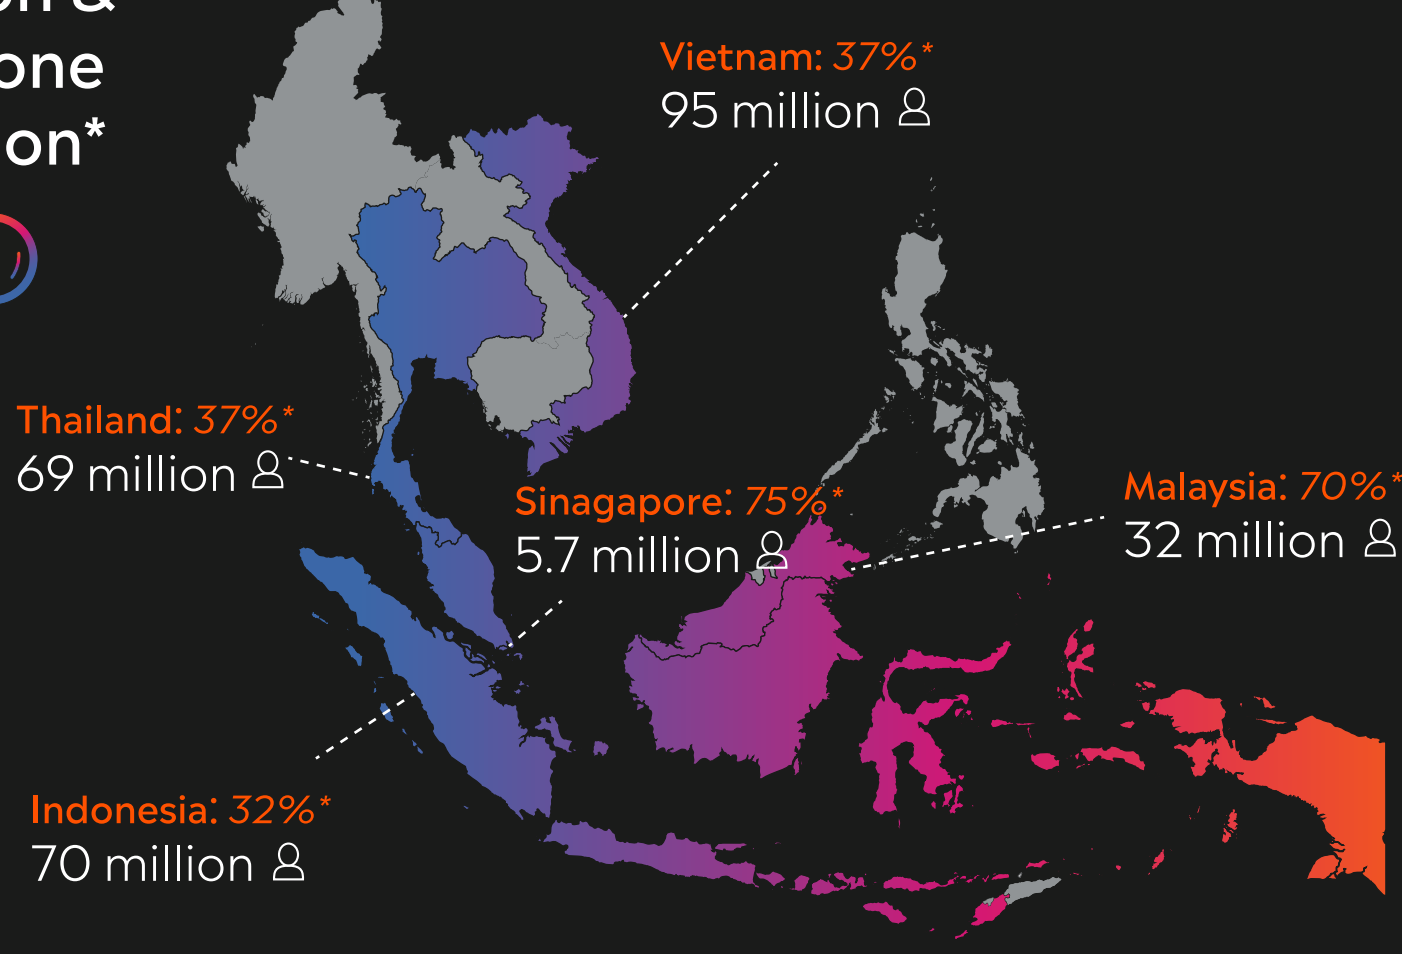 on &
one
on*
Vietnam: 37%*
95 million
Thailand: 37%*
69 million
Sinagapore: 75%*
5.7 million
Malaysia: 70%*
32 million
Indonesia: 32%*
70 million